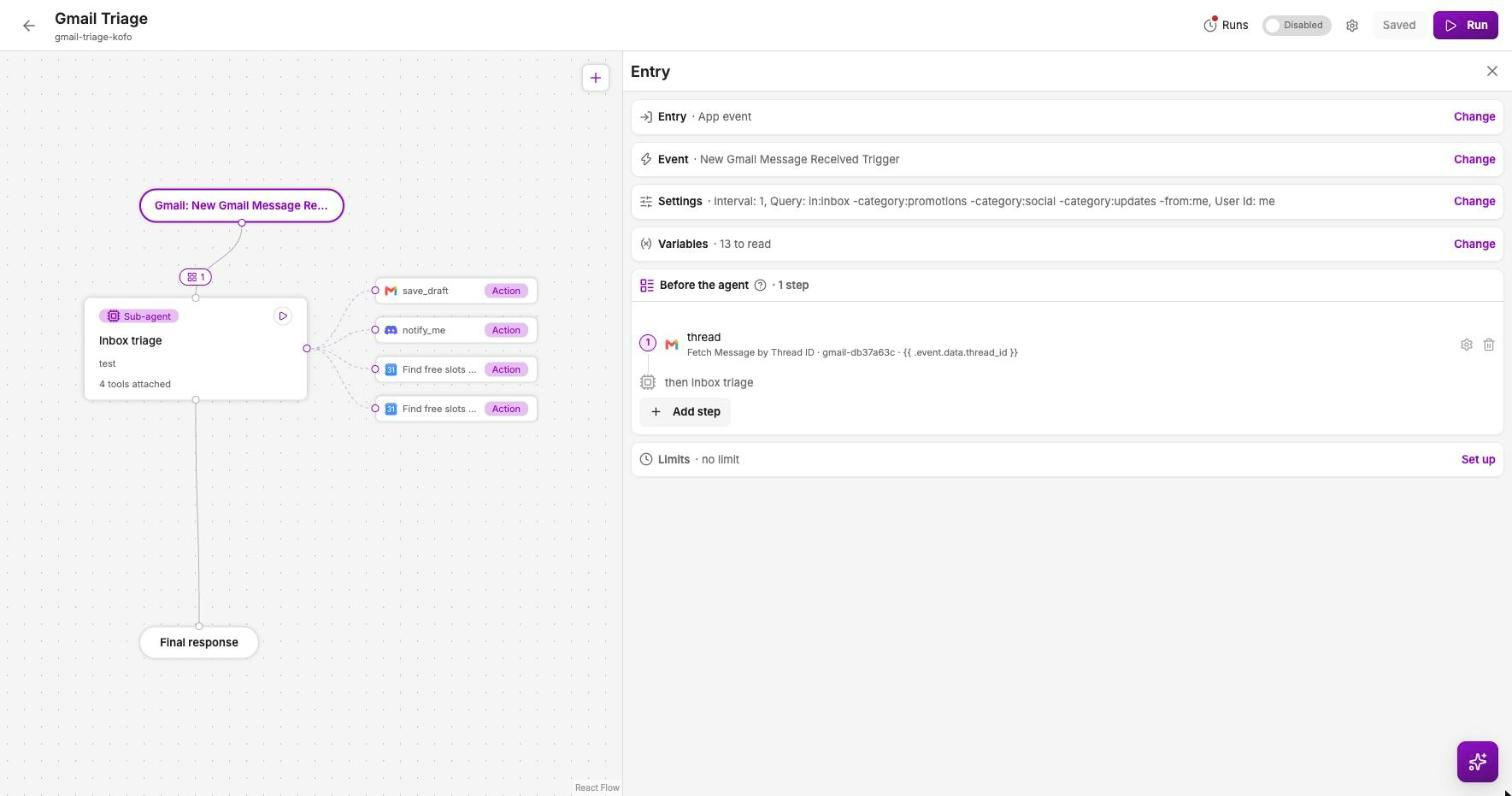 Gmail Triage
gmail-triage-kofo
Runs
Disabled
Saved
Run
Gmail: New Gmail Message Re...
1
Sub-agent
Inbox triage
test
4 tools attached
save_draft Action
notify_me Action
31 Find free slots ... Action
31 Find free slots ... Action
Final response
React Flow
Entry
Entry · App event Change
Event · New Gmail Message Received Trigger Change
Settings · Interval: 1, Query: in:inbox -category:promotions -category:social -category:updates -from:me, User Id: me Change
Variables · 13 to read Change
Before the agent ? · 1 step
1 thread
Fetch Message by Thread ID · gmail-db37a63c · {{ .event.data.thread_id }}
then Inbox triage
+ Add step
Limits · no limit Set up